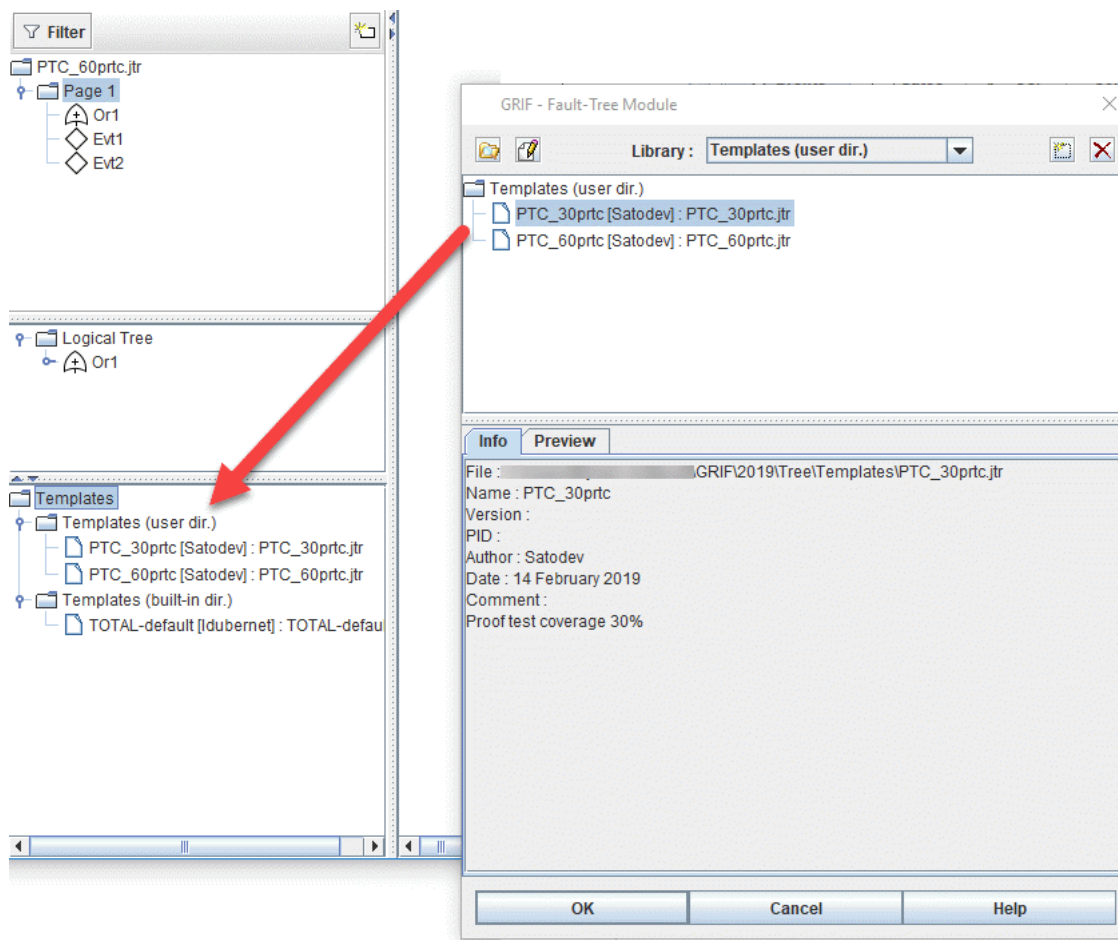 Filter
PTC_60prtc.jtr
Page 1
Or1
Evt1
Evt2
Logical Tree
Or1
Templates
Templates (user dir.)
PTC_30prtc [Satodev] : PTC_30prtc.jtr
PTC_60prtc [Satodev] : PTC_60prtc.jtr
Templates (built-in dir.)
TOTAL-default [ldubernet] : TOTAL-defau
GRIF - Fault-Tree Module
Library : Templates (user dir.)
Templates (user dir.)
PTC_30prtc [Satodev] : PTC_30prtc.jtr
PTC_60prtc [Satodev] : PTC_60prtc.jtr
Info Preview
File : \GRIF\2019\Tree\Templates\PTC_30prtc.jtr
Name : PTC_30prtc
Version :
PID :
Author : Satodev
Date : 14 February 2019
Comment :
Proof test coverage 30%
OK Cancel Help